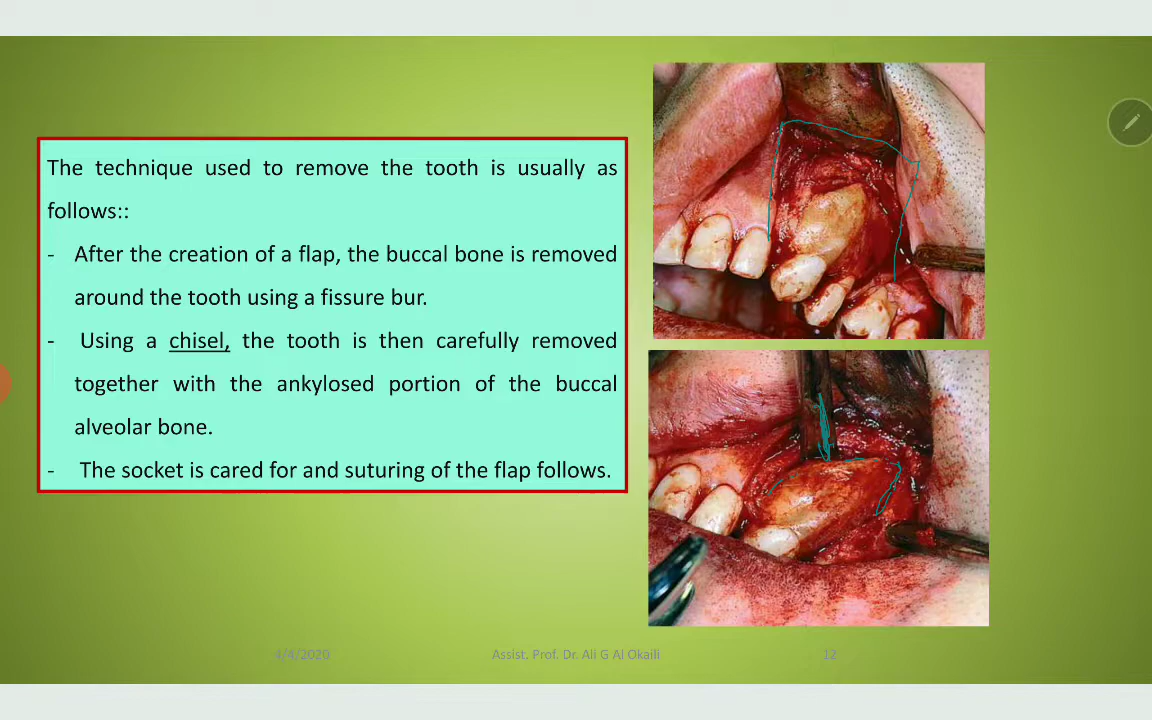 The technique used to remove the tooth is usually as
follows::
- After the creation of a flap, the buccal bone is removed
around the tooth using a fissure bur.
- Using a chisel, the tooth is then carefully removed
together with the ankylosed portion of the buccal
alveolar bone.
- The socket is cared for and suturing of the flap follows.
4/4/2020 Assist. Prof. Dr. Ali G Al Okaili 12